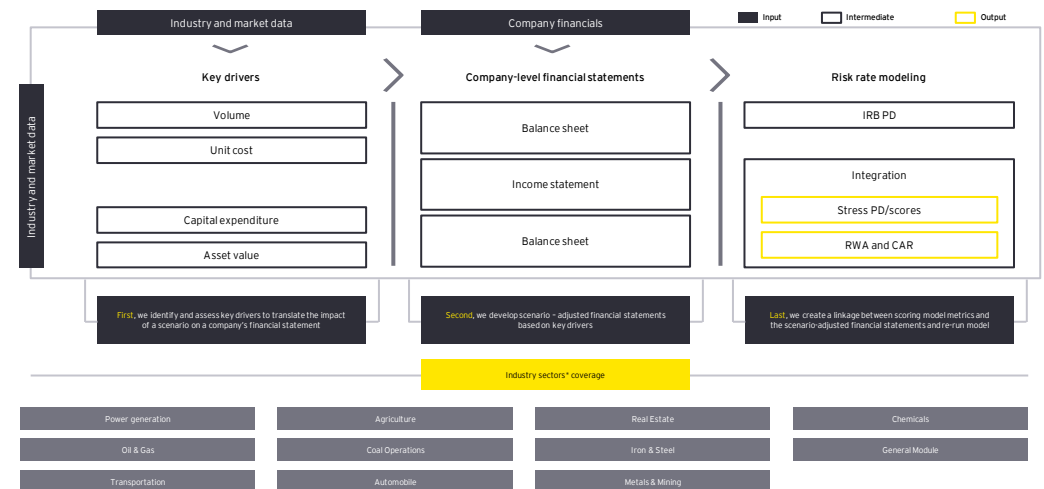 Industry and market data
Company financials
Input
Intermediate
Output
Industry and market data
Key drivers
Volume
Unit cost
Capital expenditure
Asset value
Company-level financial statements
Balance sheet
Income statement
Balance sheet
Risk rate modeling
IRB PD
Integration
Stress PD/scores
RWA and CAR
First, we identify and assess key drivers to translate the impact
of a scenario on a company's financial statement
Second, we develop scenario – adjusted financial statements
based on key drivers
Last, we create a linkage between scoring model metrics and
the scenario-adjusted financial statements and re-run model
Industry sectors* coverage
Power generation
Agriculture
Real Estate
Chemicals
Oil & Gas
Coal Operations
Iron & Steel
General Module
Transportation
Automobile
Metals & Mining